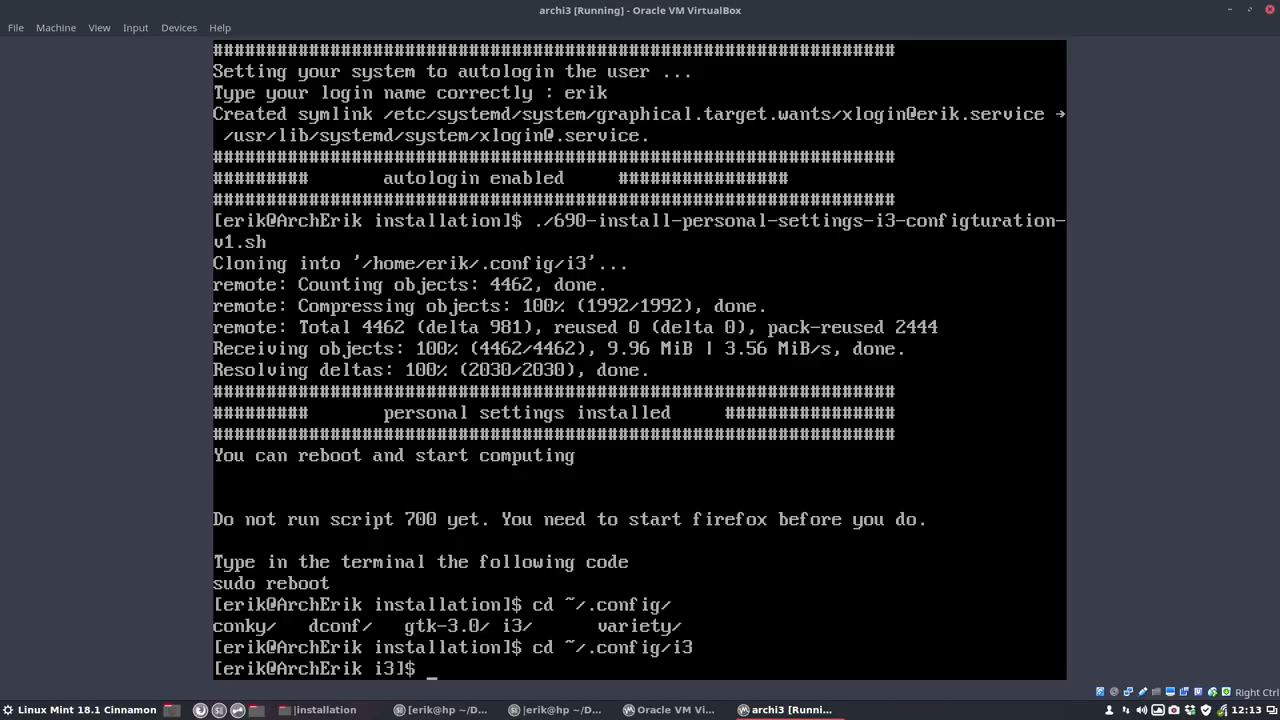 archi3 [Running] - Oracle VM VirtualBox
File Machine View Input Devices Help
################################################################
Setting your system to autologin the user ...
Type your login name correctly : erik
Created symlink /etc/systemd/system/graphical.target.wants/xlogin@erik.service →
/usr/lib/systemd/system/xlogin@.service.
################################################################
######### autologin enabled ################
################################################################
[erik@ArchErik installation]$ ./690-install-personal-settings-i3-configturation-
v1.sh
Cloning into '/home/erik/.config/i3'...
remote: Counting objects: 4462, done.
remote: Compressing objects: 100% (1992/1992), done.
remote: Total 4462 (delta 981), reused 0 (delta 0), pack-reused 2444
Receiving objects: 100% (4462/4462), 9.96 MiB | 3.56 MiB/s, done.
Resolving deltas: 100% (2030/2030), done.
################################################################
######### personal settings installed ################
################################################################
You can reboot and start computing
Do not run script 700 yet. You need to start firefox before you do.
Type in the terminal the following code
sudo reboot
[erik@ArchErik installation]$ cd ~/.config/
conky/ dconf/ gtk-3.0/ i3/ variety/
[erik@ArchErik installation]$ cd ~/.config/i3
[erik@ArchErik i3]$ _
Right Ctrl
Linux Mint 18.1 Cinnamon |installation [erik@hp ~/D... |erik@hp ~/D... Oracle VM Vi... archi3 [Runni... 12:13